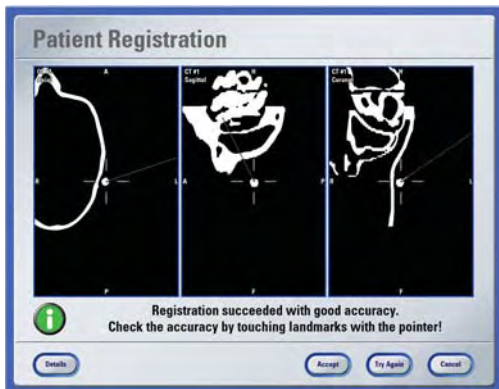 Patient Registration
A
R
L
P
CT #1
Sagittal
H
A
P
F
CT #1
Coronal
H
R
L
F
Registration succeeded with good accuracy.
Check the accuracy by touching landmarks with the pointer!
Details
Accept
Try Again
Cancel